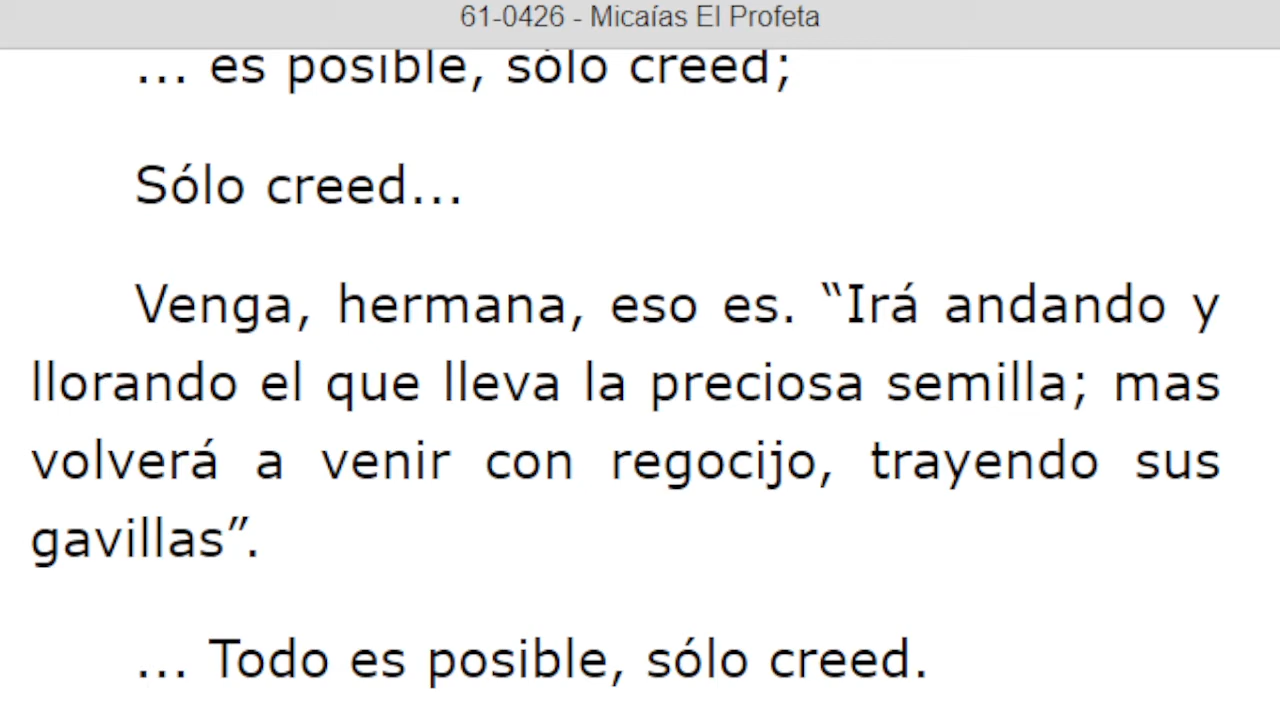 61-0426 - Micaías El Profeta
... es posible, sólo creed;
Sólo creed...
Venga, hermana, eso es. “Irá andando y
llorando el que lleva la preciosa semilla; mas
volverá a venir con regocijo, trayendo sus
gavillas”.
... Todo es posible, sólo creed.